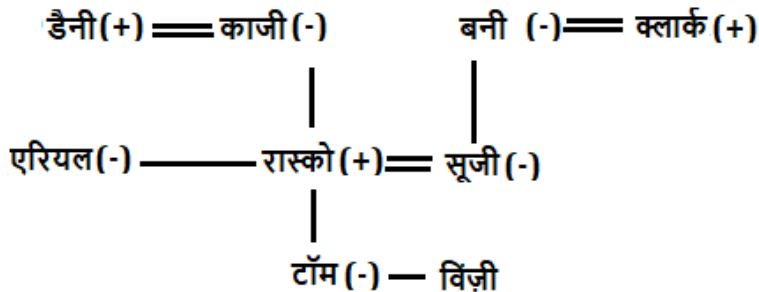 डैनी (+) काजी (-) बनी (-) क्लार्क (+)
एरियल (-) रास्को (+) सूजी (-)
टॉम (-) विंज़ी